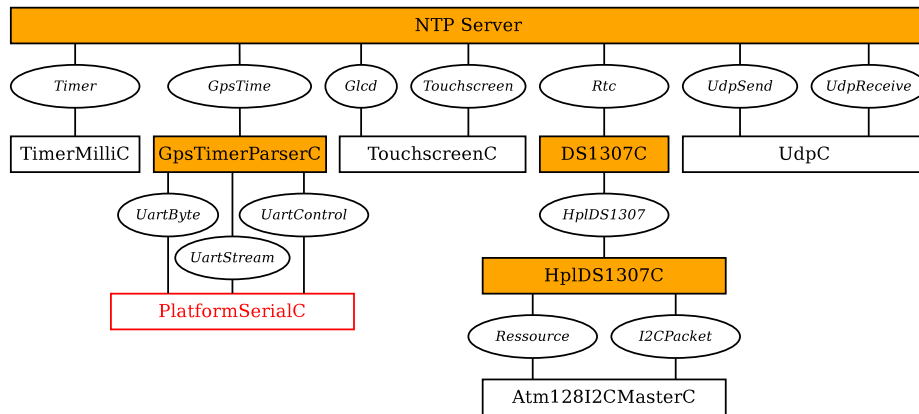 NTP Server
Timer
GpsTime
Glcd
Touchscreen
Rtc
UdpSend
UdpReceive
TimerMilliC
GpsTimerParserC
TouchscreenC
DS1307C
UdpC
UartByte
UartControl
HplDS1307
UartStream
HplDS1307C
PlatformSerialC
Ressource
I2CPacket
Atm128I2CMasterC